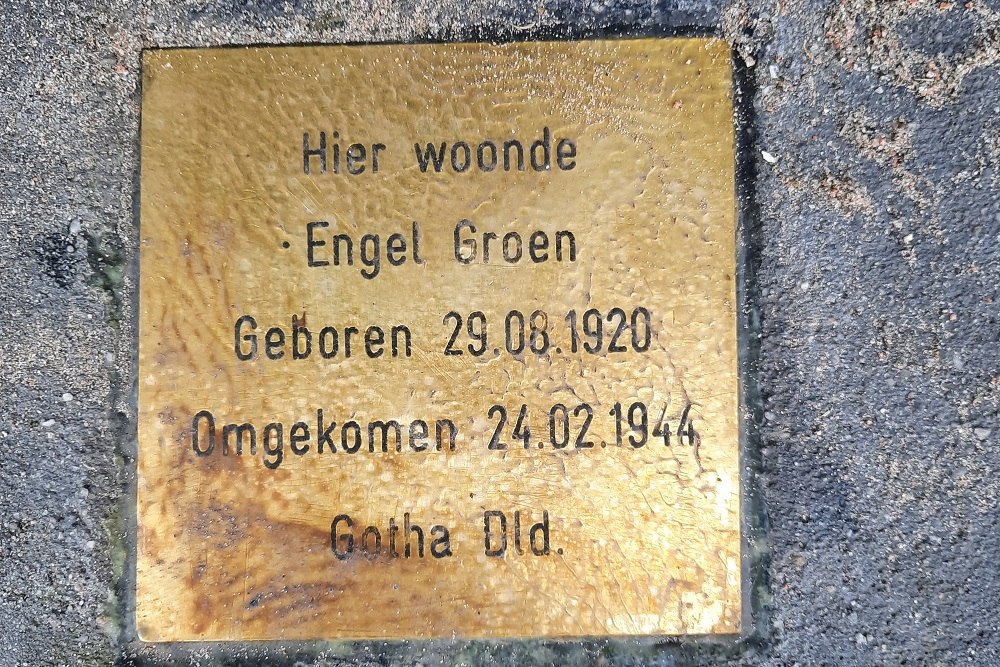 Hier woonde
Engel Groen
Geboren 29.08.1920
Omgekomen 24.02.1944
Gotha Dld.